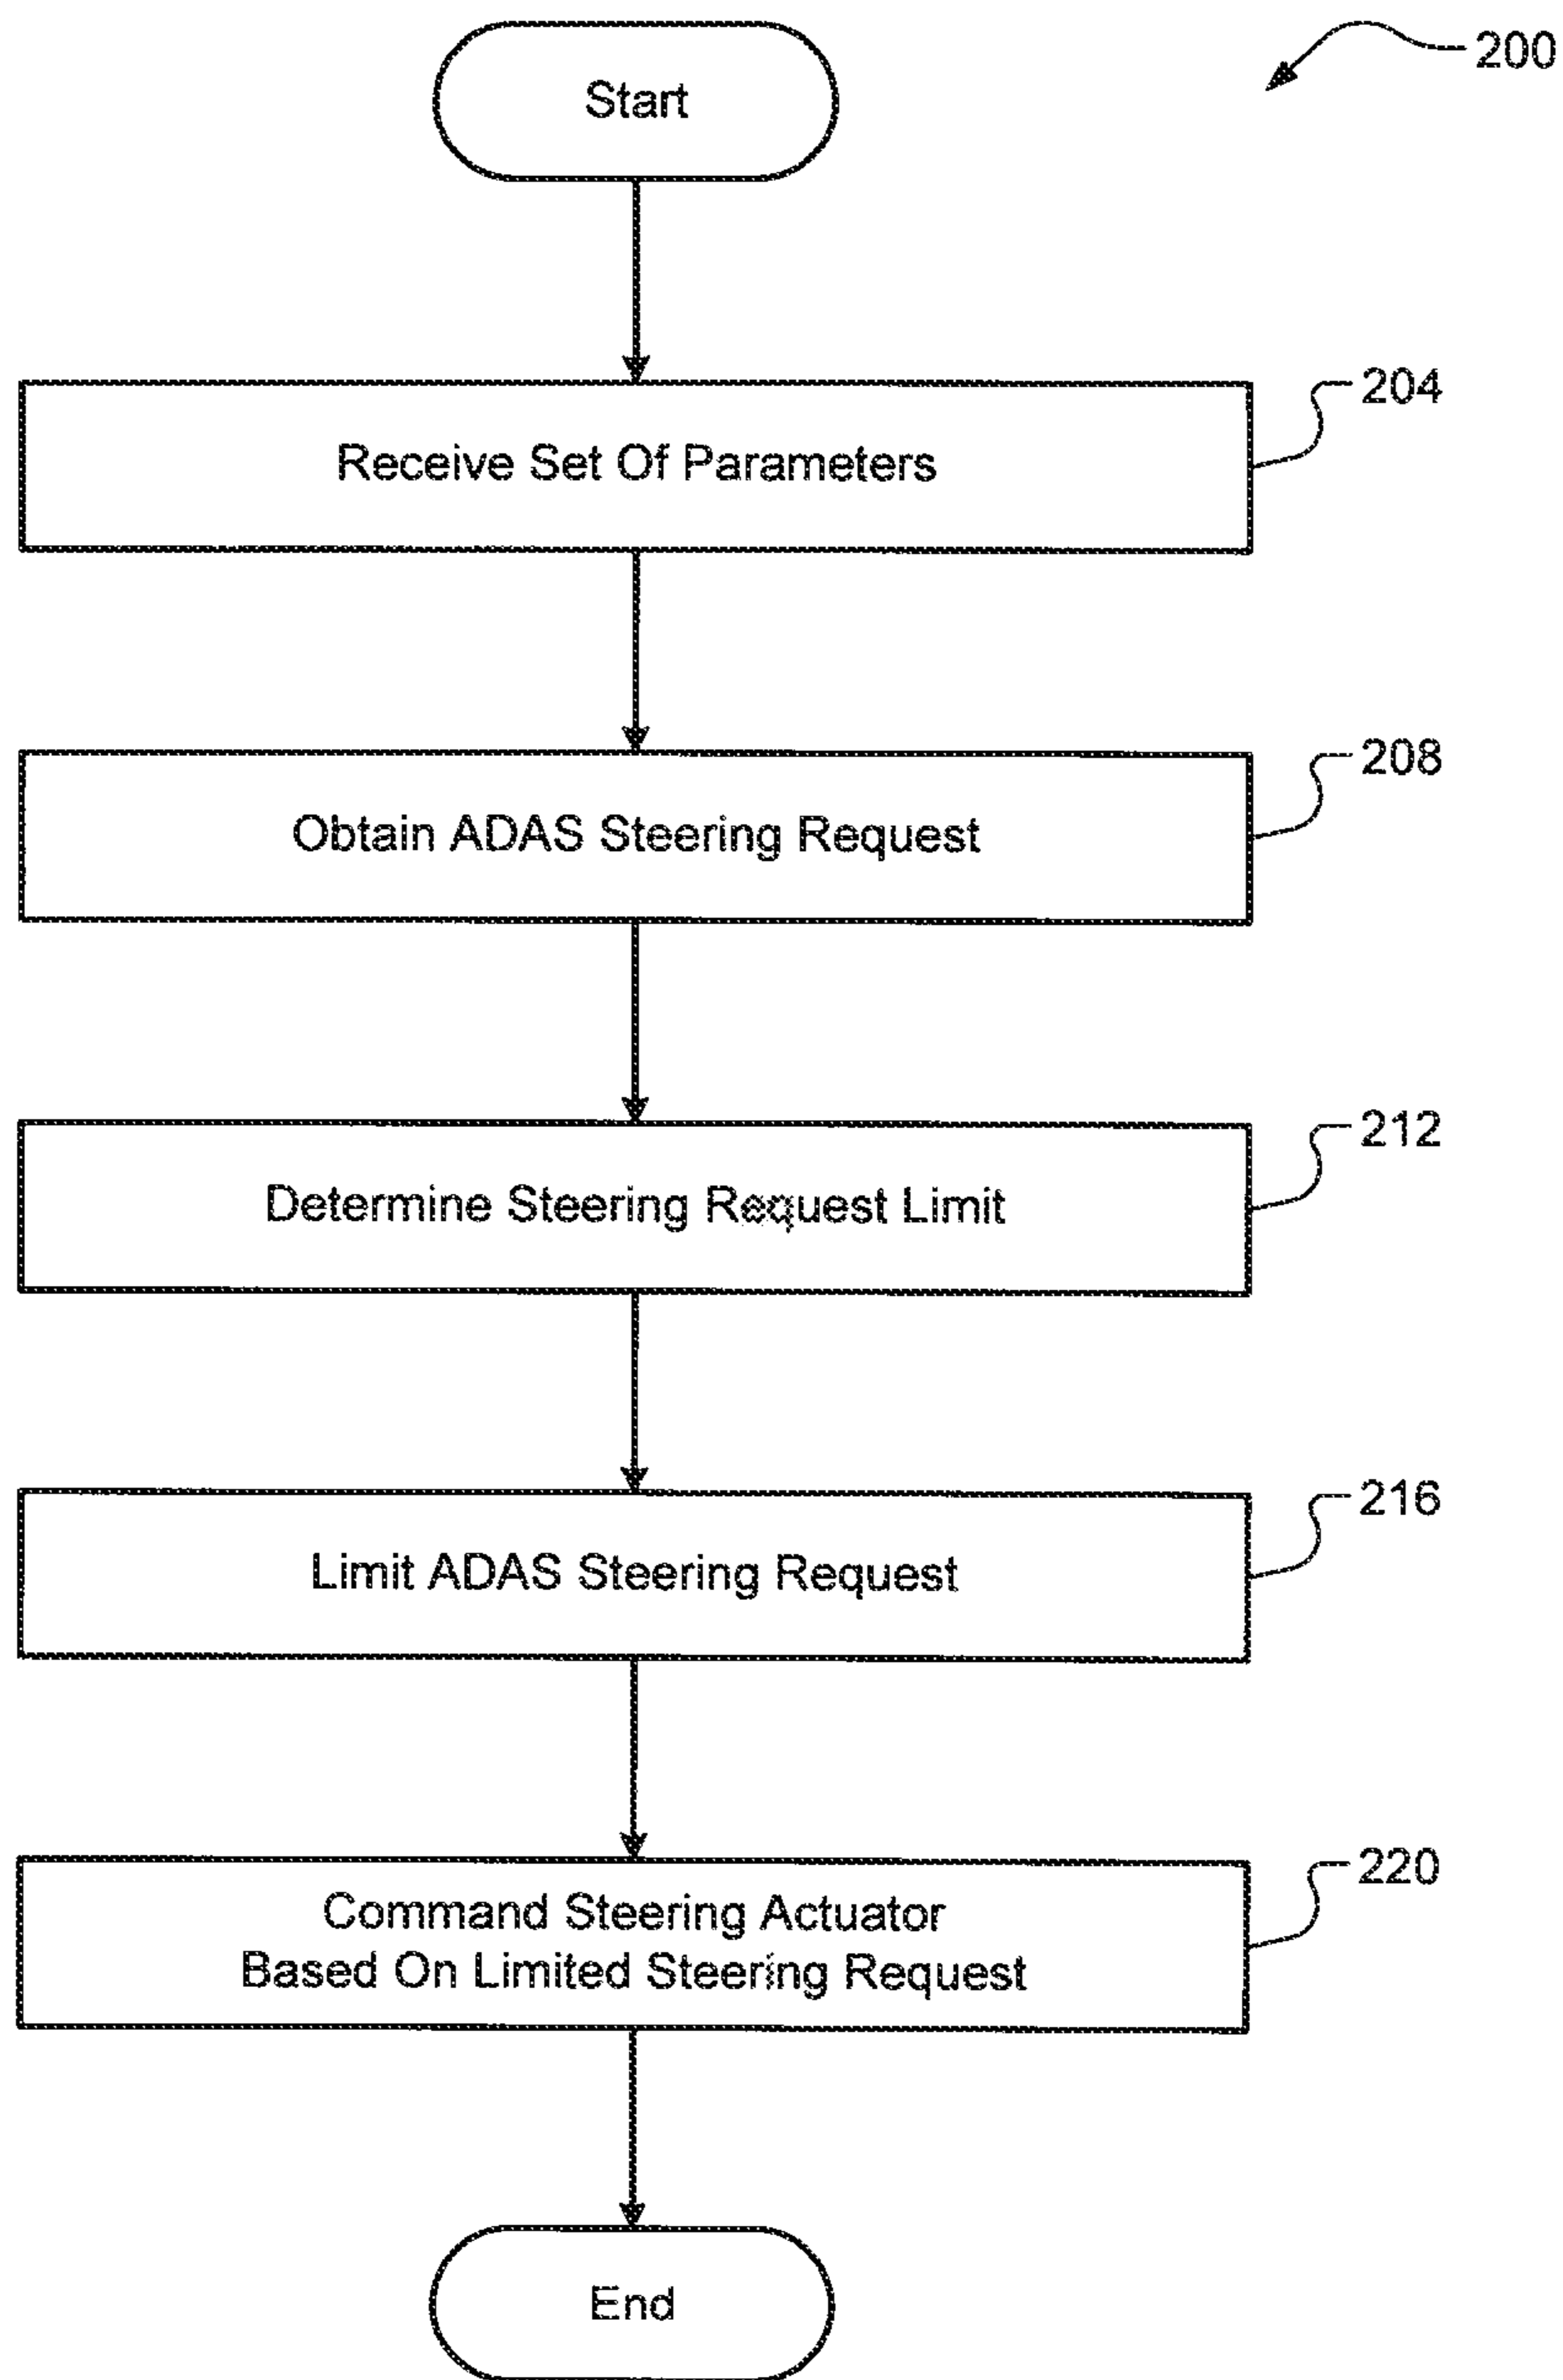 200
Start
204
Receive Set Of Parameters
208
Obtain ADAS Steering Request
212
Determine Steering Request Limit
216
Limit ADAS Steering Request
220
Command Steering Actuator
Based On Limited Steering Request
End